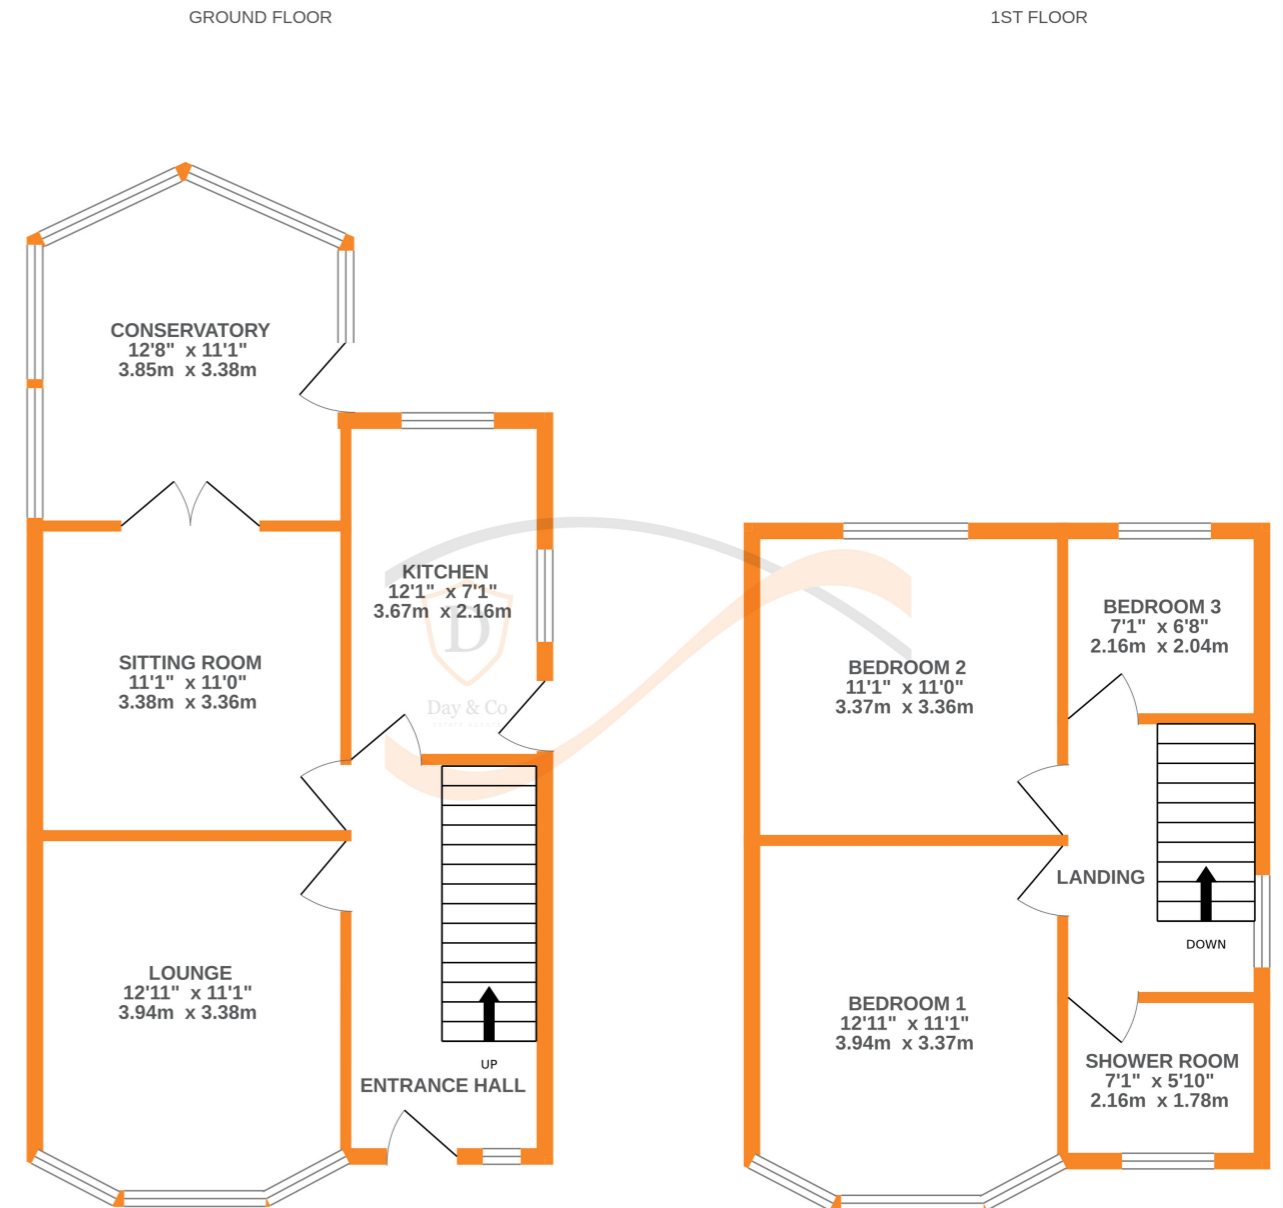 GROUND FLOOR
1ST FLOOR
CONSERVATORY
12'8" x 11'1"
3.85m x 3.38m
KITCHEN
12'1" x 7'1"
3.67m x 2.16m
SITTING ROOM
11'1" x 11'0"
3.38m x 3.36m
D
Day & Co
ESTATE AGENTS
LOUNGE
12'11" x 11'1"
3.94m x 3.38m
UP
ENTRANCE HALL
BEDROOM 3
7'1" x 6'8"
2.16m x 2.04m
BEDROOM 2
11'1" x 11'0"
3.37m x 3.36m
LANDING
DOWN
BEDROOM 1
12'11" x 11'1"
3.94m x 3.37m
SHOWER ROOM
7'1" x 5'10"
2.16m x 1.78m